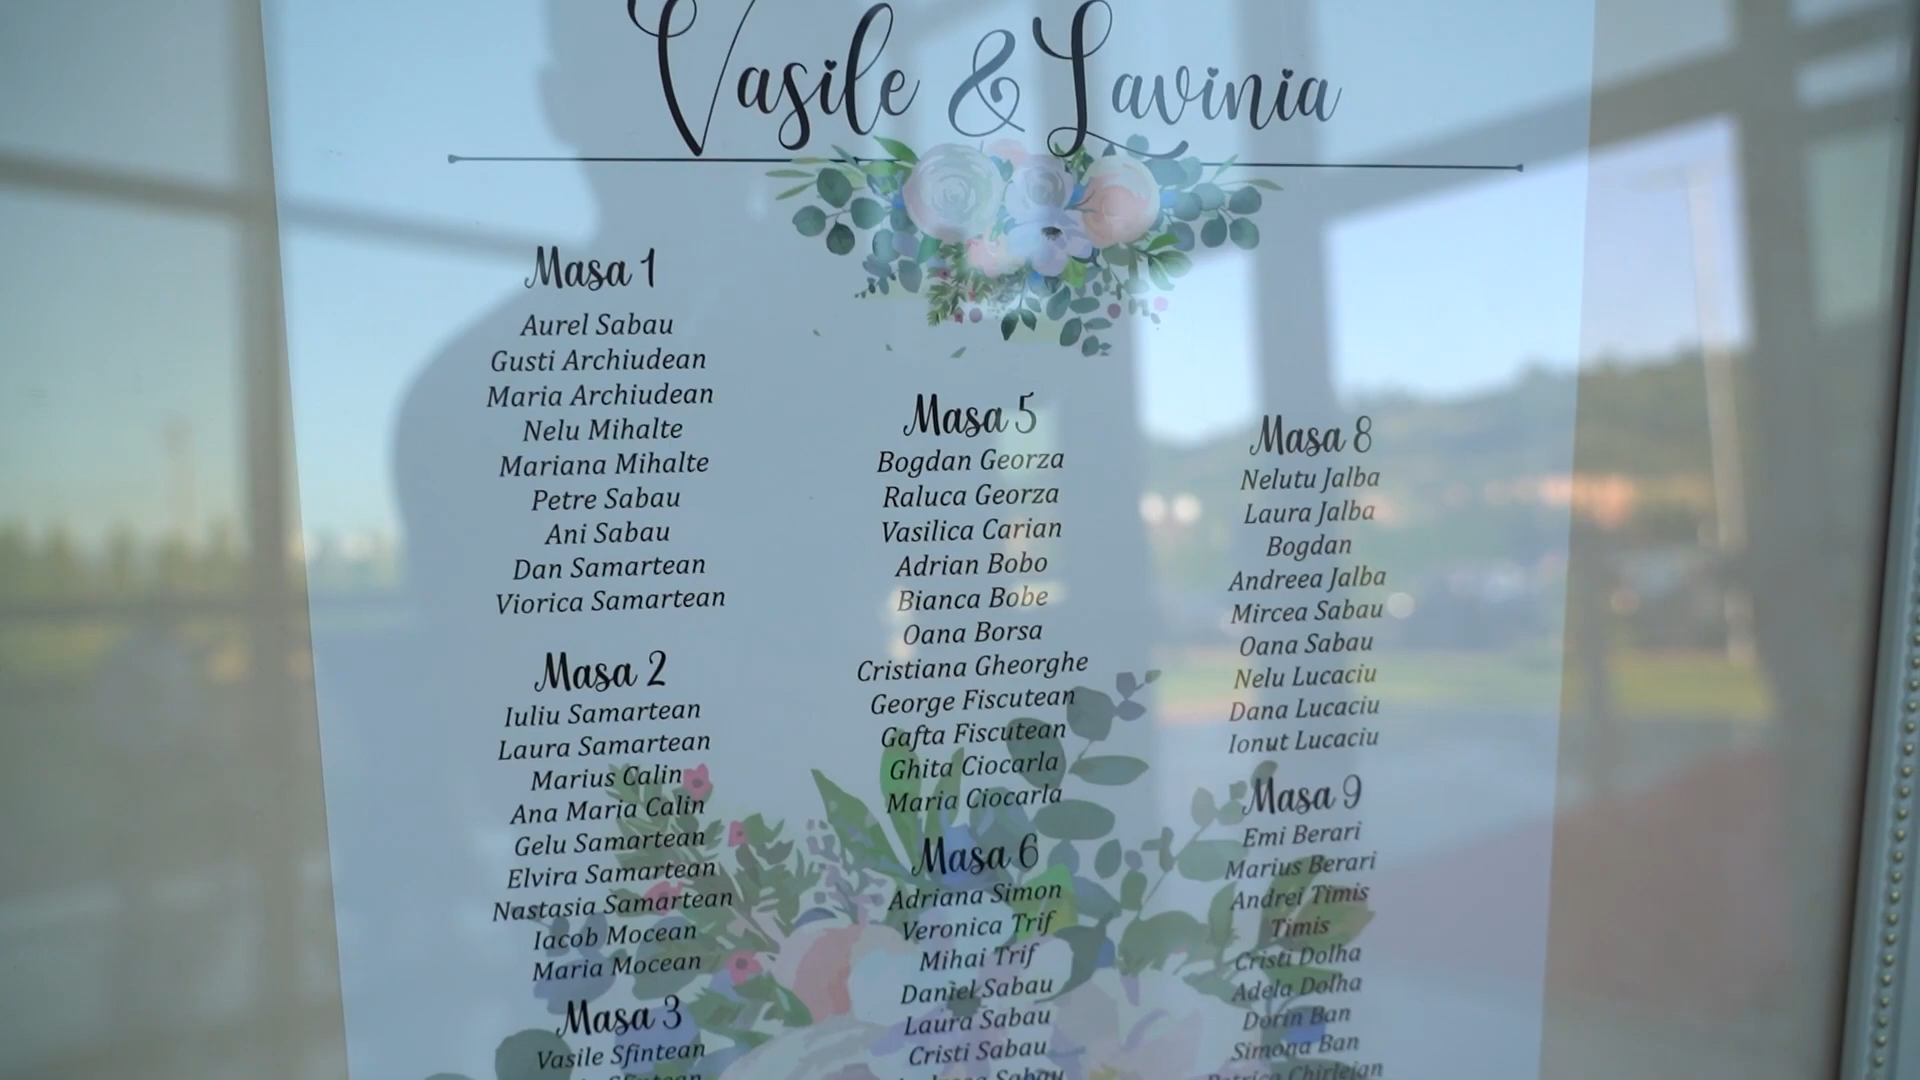 Vasile & Lavinia
Masa 1
Aurel Sabau
Gusti Archiudean
Maria Archiudean
Nelu Mihalte
Mariana Mihalte
Petre Sabau
Ani Sabau
Dan Samartean
Viorica Samartean
Masa 2
Iuliu Samartean
Laura Samartean
Marius Calin
Ana Maria Calin
Gelu Samartean
Elvira Samartean
Nastasia Samartean
Iacob Mocean
Maria Mocean
Masa 3
Vasile Sfintean
Sfintean
Masa 5
Bogdan Georza
Raluca Georza
Vasilica Carian
Adrian Bobo
Bianca Bobe
Oana Borsa
Cristiana Gheorghe
George Fiscutean
Gafta Fiscutean
Ghita Ciocarla
Maria Ciocarla
Masa 6
Adriana Simon
Veronica Trif
Mihai Trif
Daniel Sabau
Laura Sabau
Cristi Sabau
Sabau
Masa 8
Nelutu Jalba
Laura Jalba
Bogdan
Andreea Jalba
Mircea Sabau
Oana Sabau
Nelu Lucaciu
Dana Lucaciu
Ionut Lucaciu
Masa 9
Emi Berari
Marius Berari
Andrei Timis
Timis
Cristi Dolha
Adela Dolha
Dorin Ban
Simona Ban